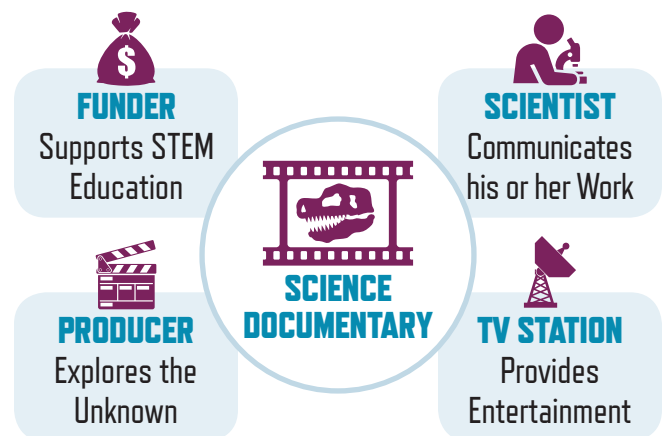 $
FUNDER
Supports STEM
Education
SCIENTIST
Communicates
his or her Work
SCIENCE
DOCUMENTARY
PRODUCER
Explores the
Unknown
TV STATION
Provides
Entertainment